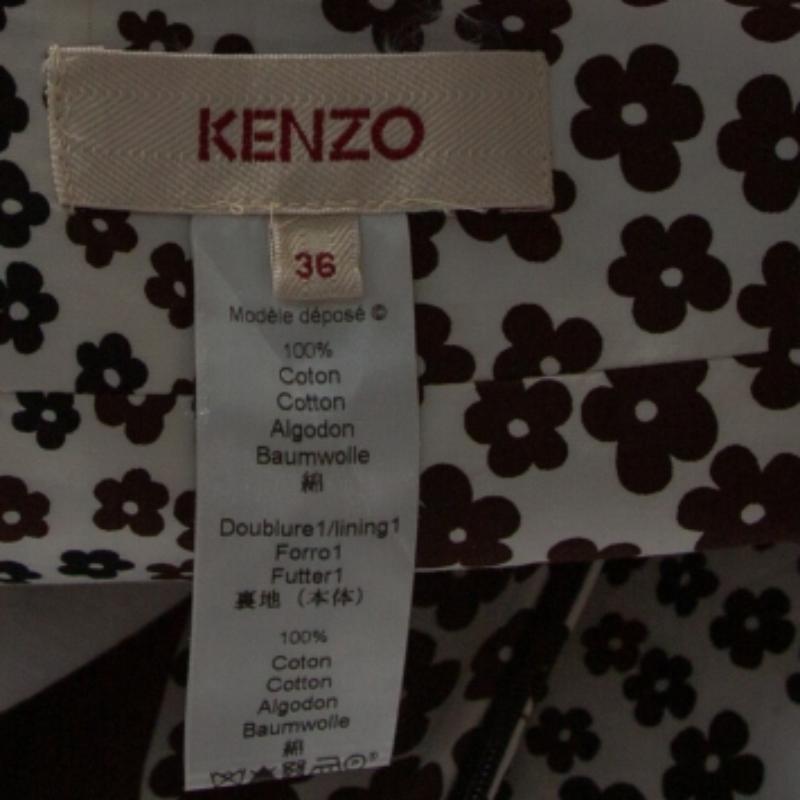 KENZO
36
Modèle déposé ©
100%
Coton
Cotton
Algodon
Baumwolle
綿
Doublure1/lining1
Forro1
Futter1
裏地（本体）
100%
Coton
Cotton
Algodon
Baumwolle
綿